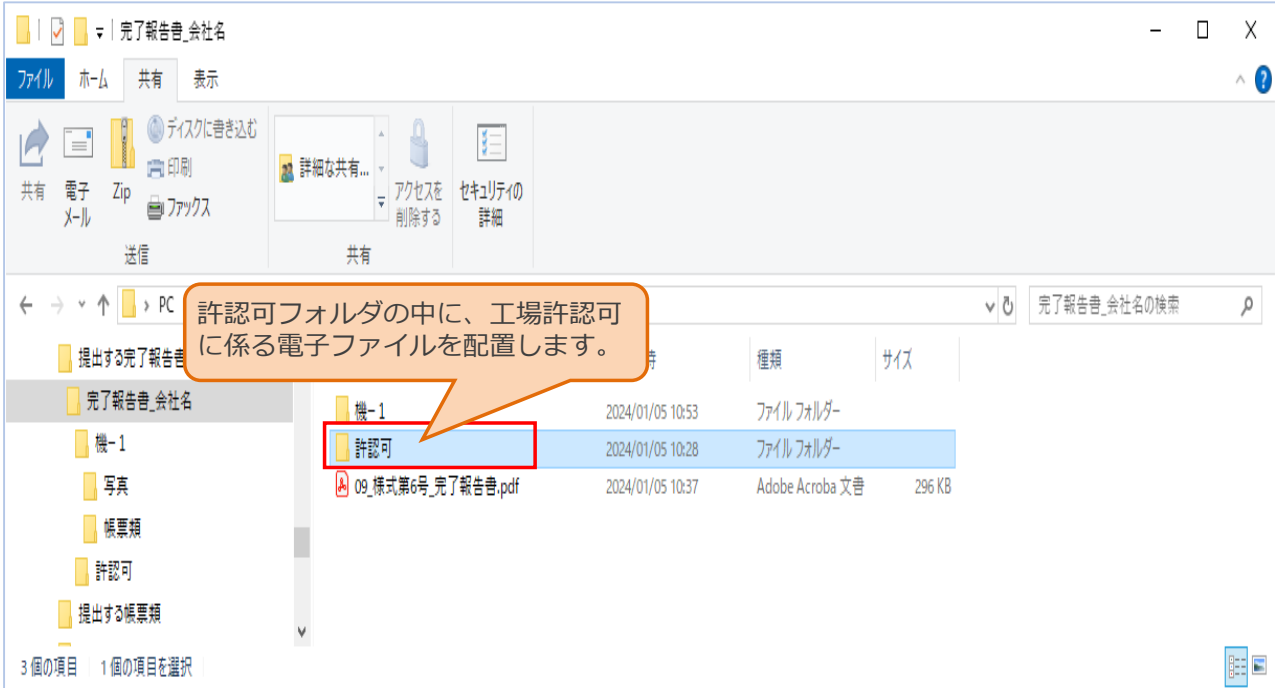 完了報告書_会社名
ファイル ホーム 共有 表示
共有
電子メール
Zip
ディスクに書き込む
印刷
ファックス
送信
詳細な共有...
アクセスを削除する
共有
セキュリティの詳細
PC
完了報告書_会社名の検索
許認可フォルダの中に、工場許認可
に係る電子ファイルを配置します。
種類 サイズ
提出する完了報告書
完了報告書_会社名
機-1
写真
帳票類
許認可
提出する帳票類
機-1 2024/01/05 10:53 ファイル フォルダー
許認可 2024/01/05 10:28 ファイル フォルダー
09_様式第6号_完了報告書.pdf 2024/01/05 10:37 Adobe Acroba 文書 296 KB
3 個の項目 1 個の項目を選択